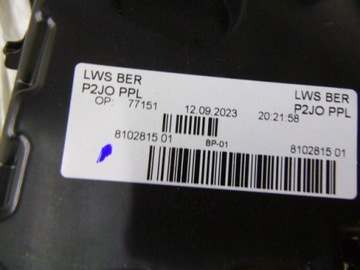 LWS BER LWS BER
P2JO PPL P2JO PPL
OP: 77151 12.09.2023 20:21:58
8102815 01 BP-01 8102815 01